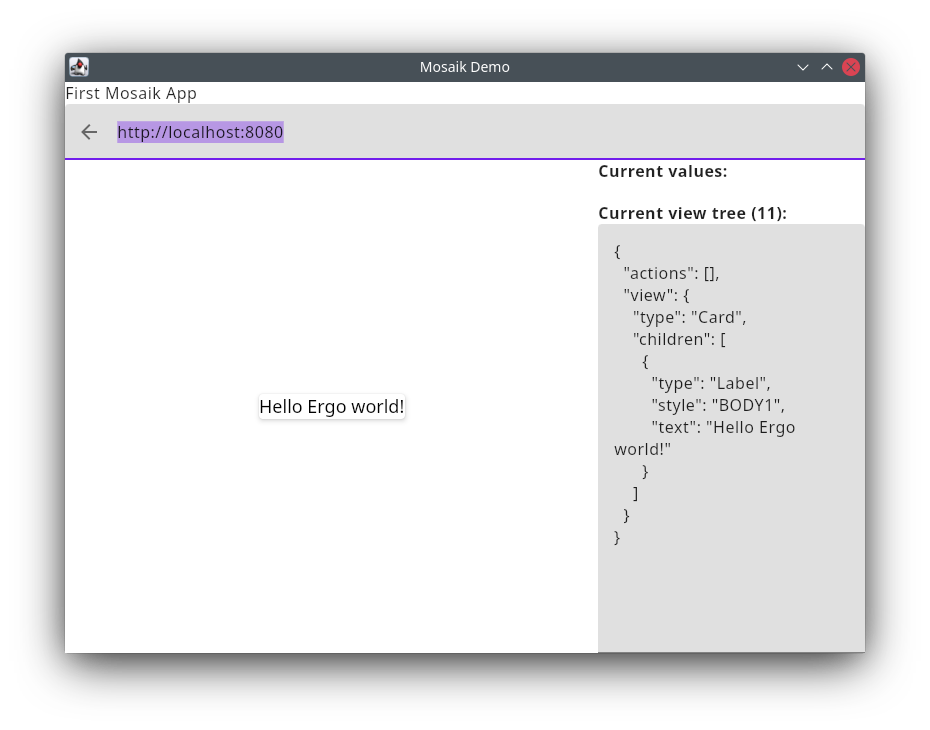 Mosaik Demo
First Mosaik App
http://localhost:8080
Current values:
Current view tree (11):
{
"actions": [],
"view": {
"type": "Card",
"children": [
{
"type": "Label",
"style": "BODY1",
"text": "Hello Ergo
world!"
}
]
}
}
Hello Ergo world!